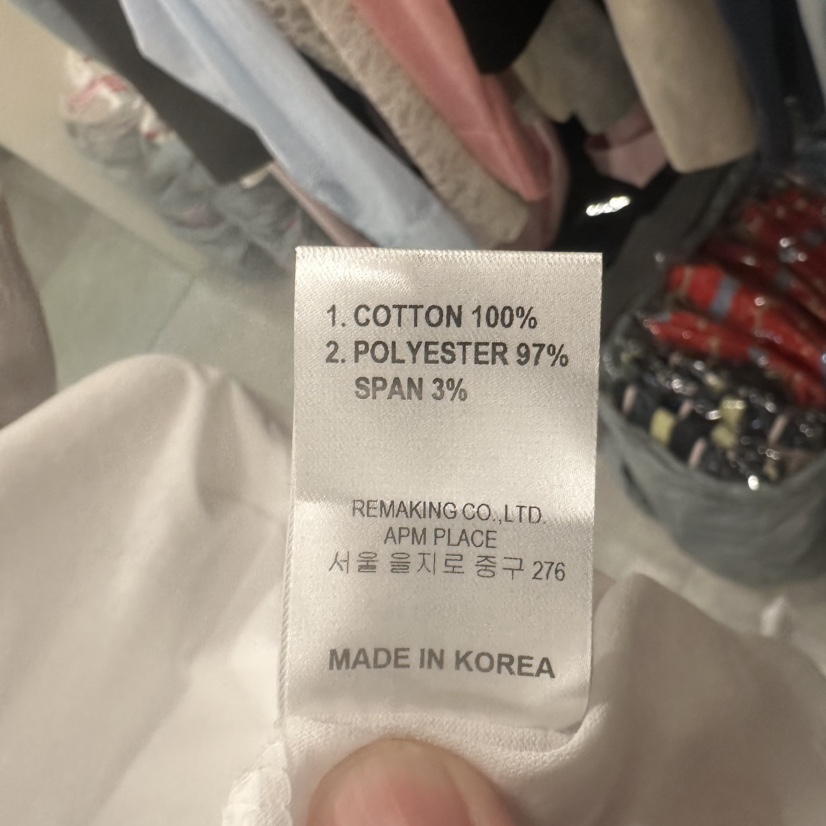 1. COTTON 100%
2. POLYESTER 97%
SPAN 3%
REMAKING CO.,LTD.
APM PLACE
서울 을지로 중구 276
MADE IN KOREA